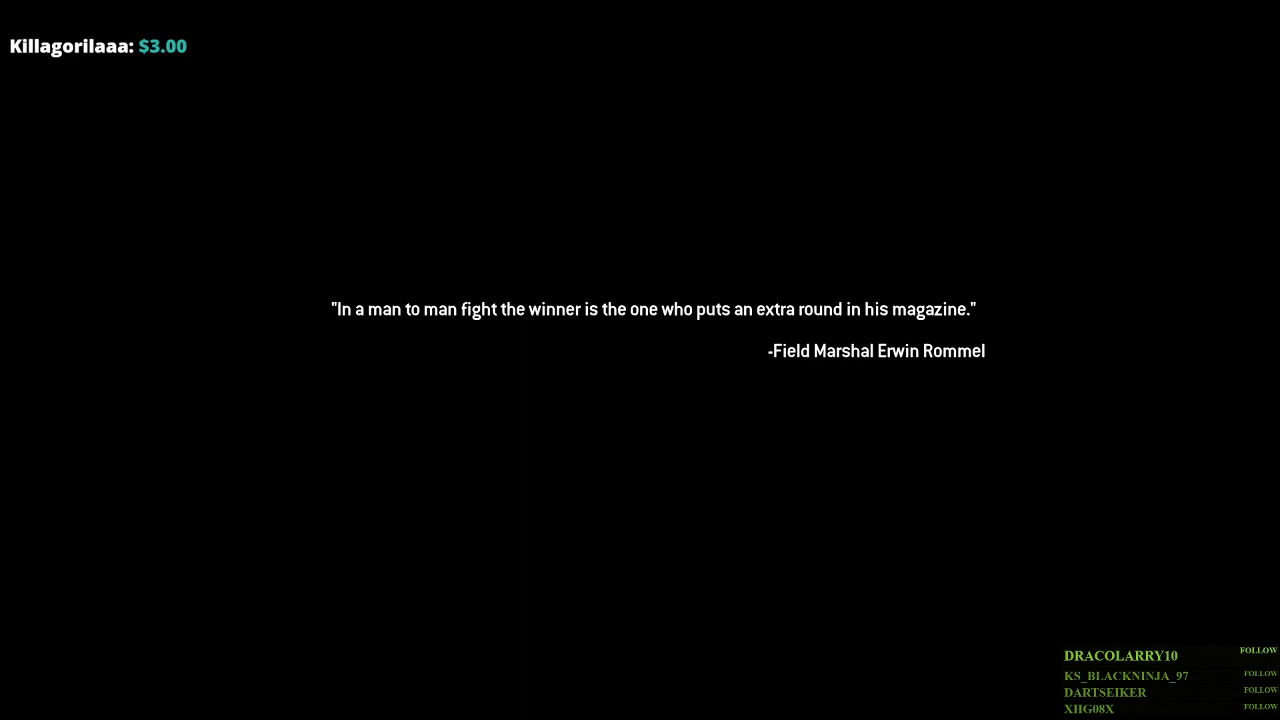 Killagorilaaa: $3.00
"In a man to man fight the winner is the one who puts an extra round in his magazine."
-Field Marshal Erwin Rommel
DRACOLARRY10 FOLLOW
KS_BLACKNINJA_97 FOLLOW
DARTSEIKER FOLLOW
XIIG08X FOLLOW